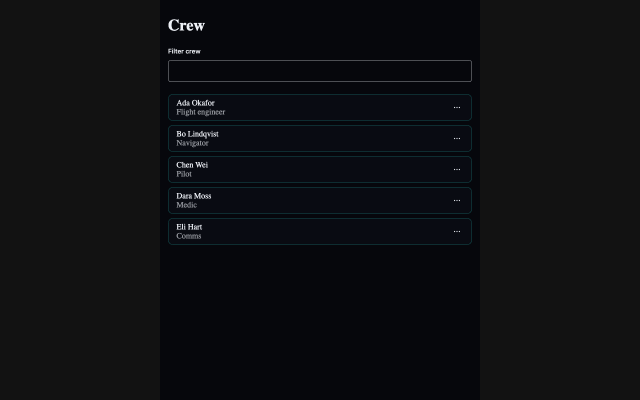 Crew
Filter crew
Ada Okafor
Flight engineer
...
Bo Lindqvist
Navigator
...
Chen Wei
Pilot
...
Dara Moss
Medic
...
Eli Hart
Comms
...